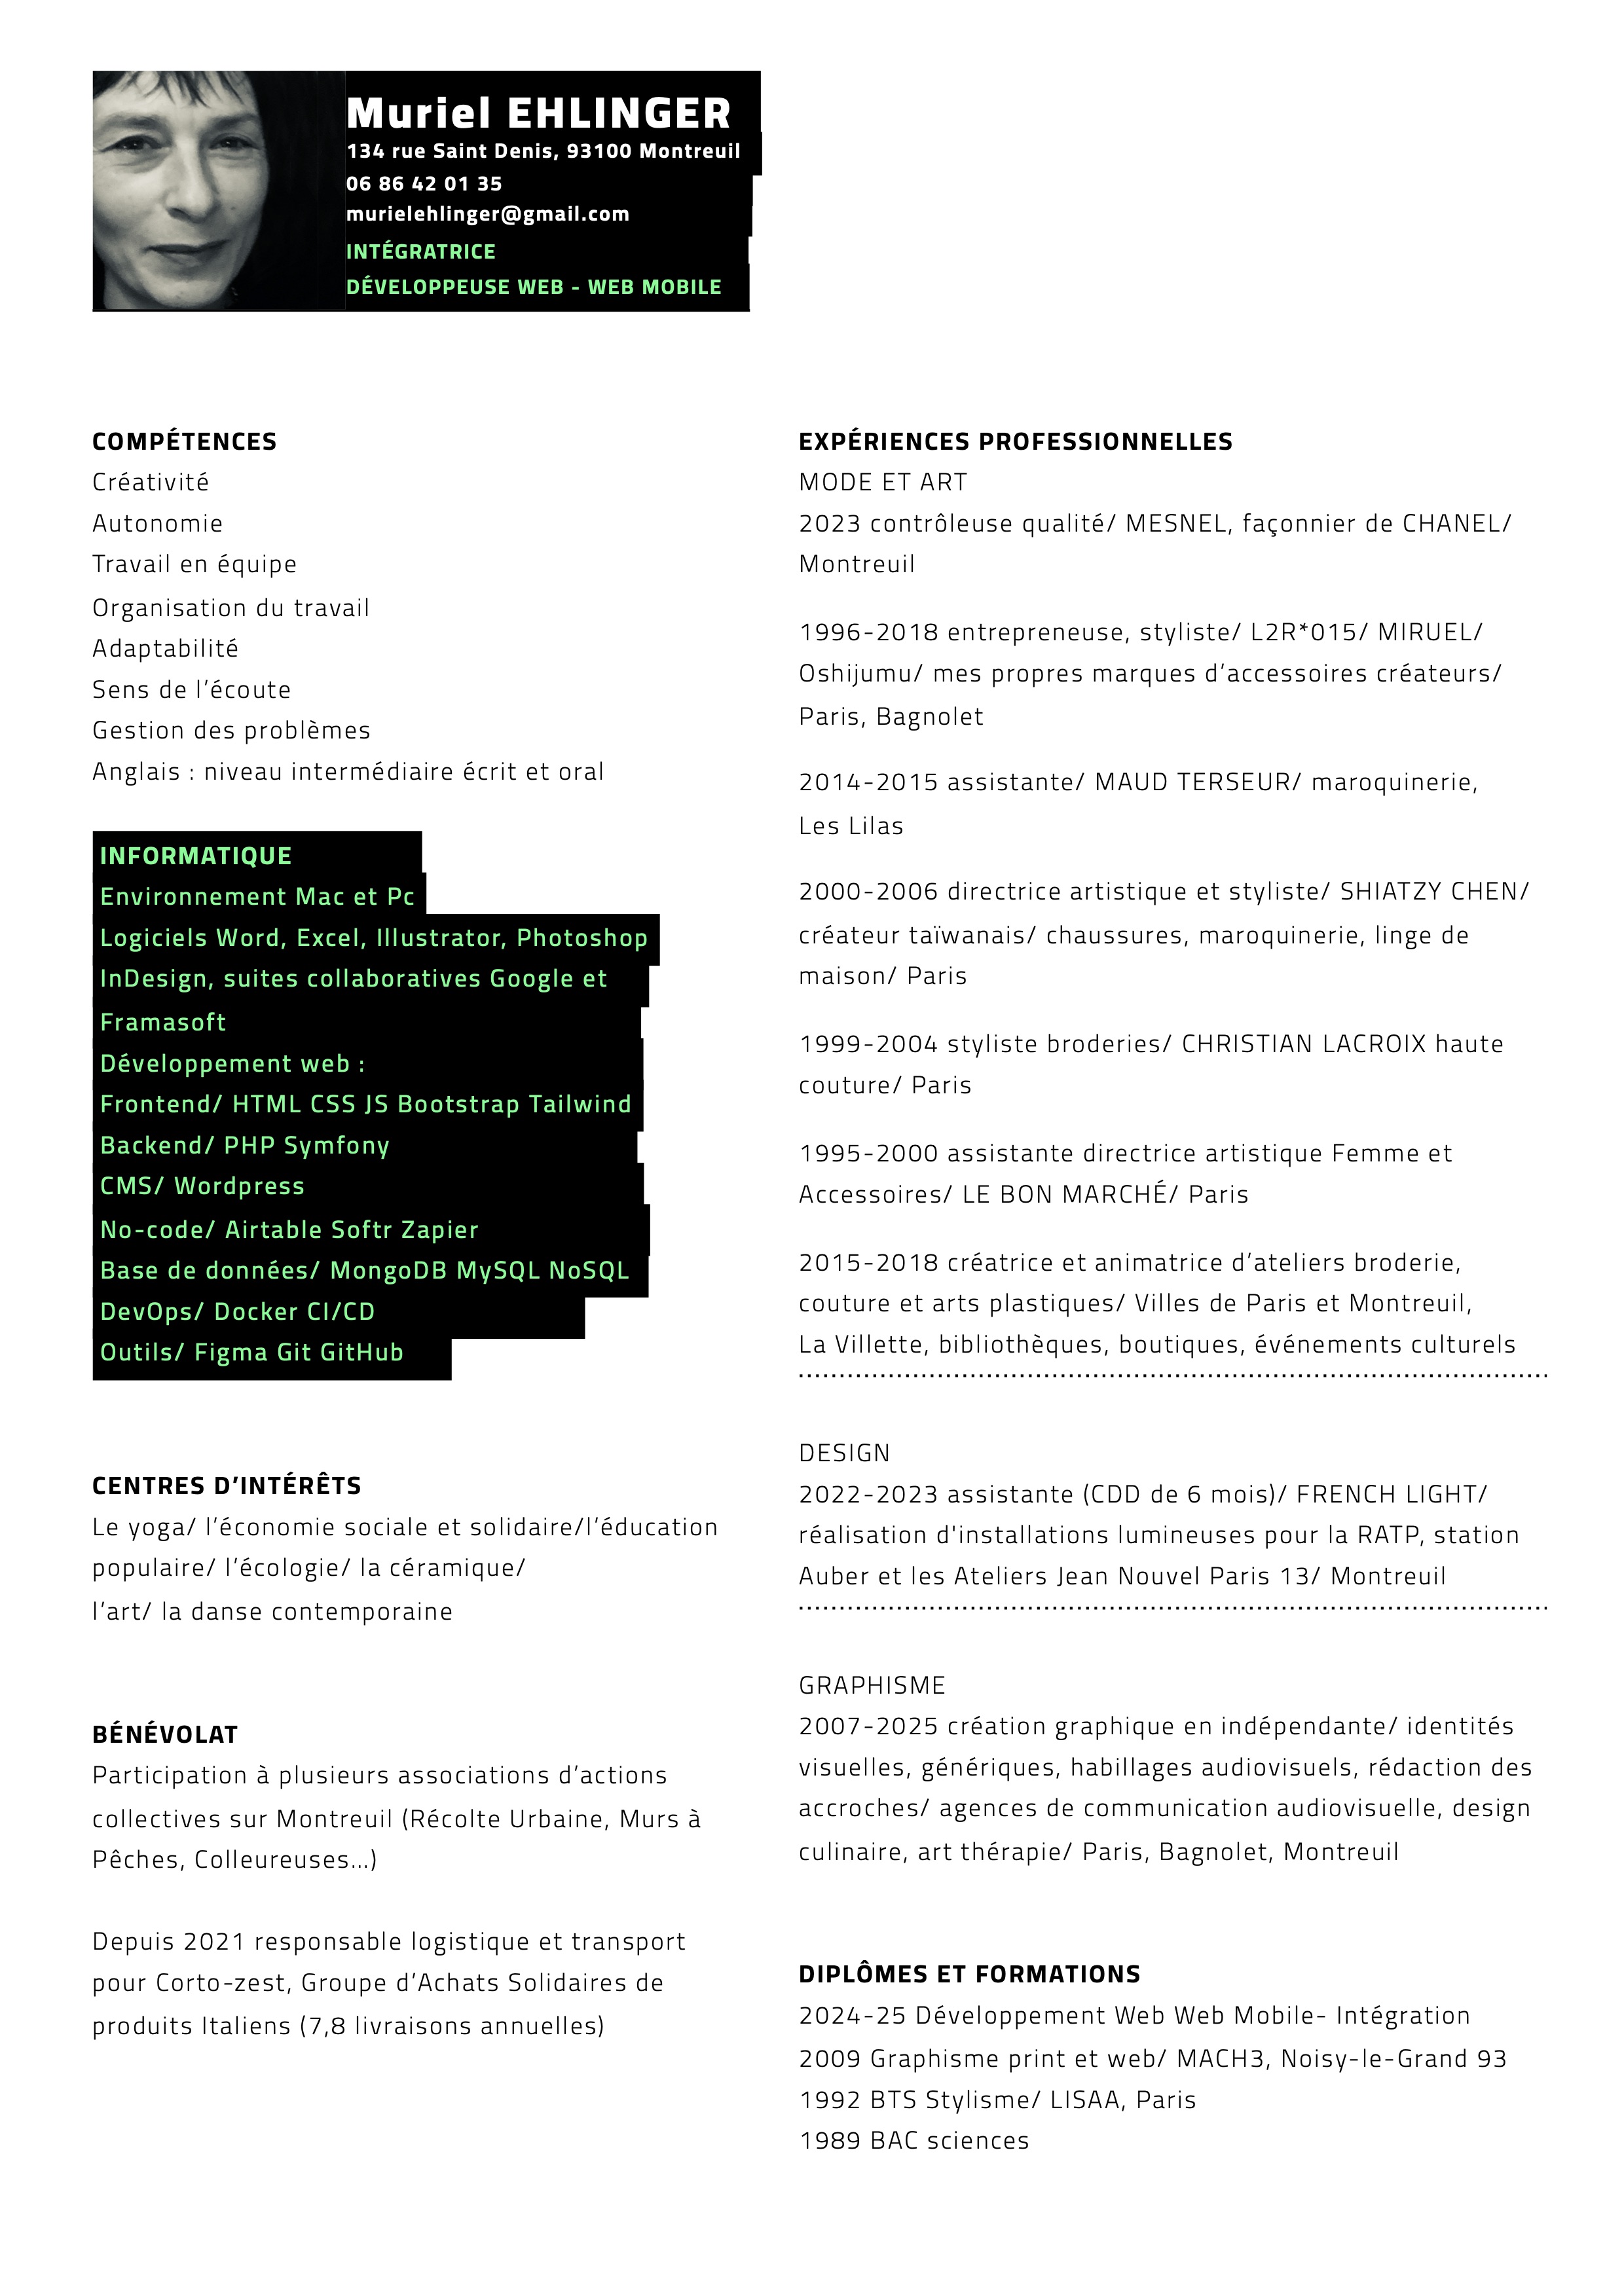 Muriel EHLINGER
134 rue Saint Denis, 93100 Montreuil
06 86 42 01 35
murielehlinger@gmail.com
INTÉGRATRICE
DÉVELOPPEUSE WEB - WEB MOBILE
COMPÉTENCES
Créativité
Autonomie
Travail en équipe
Organisation du travail
Adaptabilité
Sens de l’écoute
Gestion des problèmes
Anglais : niveau intermédiaire écrit et oral
INFORMATIQUE
Environnement Mac et Pc
Logiciels Word, Excel, Illustrator, Photoshop
InDesign, suites collaboratives Google et
Framasoft
Développement web :
Frontend/ HTML CSS JS Bootstrap Tailwind
Backend/ PHP Symfony
CMS/ Wordpress
No-code/ Airtable Softr Zapier
Base de données/ MongoDB MySQL NoSQL
DevOps/ Docker CI/CD
Outils/ Figma Git GitHub
CENTRES D’INTÉRÊTS
Le yoga/ l’économie sociale et solidaire/l’éducation
populaire/ l’écologie/ la céramique/
l’art/ la danse contemporaine
BÉNÉVOLAT
Participation à plusieurs associations d’actions
collectives sur Montreuil (Récolte Urbaine, Murs à
Pêches, Colleureuses...)
Depuis 2021 responsable logistique et transport
pour Corto-zest, Groupe d’Achats Solidaires de
produits Italiens (7,8 livraisons annuelles)
EXPÉRIENCES PROFESSIONNELLES
MODE ET ART
2023 contrôleuse qualité/ MESNEL, façonnier de CHANEL/
Montreuil
1996-2018 entrepreneuse, styliste/ L2R*015/ MIRUEL/
Oshijumu/ mes propres marques d’accessoires créateurs/
Paris, Bagnolet
2014-2015 assistante/ MAUD TERSEUR/ maroquinerie,
Les Lilas
2000-2006 directrice artistique et styliste/ SHIATZY CHEN/
créateur taïwanais/ chaussures, maroquinerie, linge de
maison/ Paris
1999-2004 styliste broderies/ CHRISTIAN LACROIX haute
couture/ Paris
1995-2000 assistante directrice artistique Femme et
Accessoires/ LE BON MARCHÉ/ Paris
2015-2018 créatrice et animatrice d’ateliers broderie,
couture et arts plastiques/ Villes de Paris et Montreuil,
La Villette, bibliothèques, boutiques, événements culturels
DESIGN
2022-2023 assistante (CDD de 6 mois)/ FRENCH LIGHT/
réalisation d'installations lumineuses pour la RATP, station
Auber et les Ateliers Jean Nouvel Paris 13/ Montreuil
GRAPHISME
2007-2025 création graphique en indépendante/ identités
visuelles, génériques, habillages audiovisuels, rédaction des
accroches/ agences de communication audiovisuelle, design
culinaire, art thérapie/ Paris, Bagnolet, Montreuil
DIPLÔMES ET FORMATIONS
2024-25 Développement Web Web Mobile- Intégration
2009 Graphisme print et web/ MACH3, Noisy-le-Grand 93
1992 BTS Stylisme/ LISAA, Paris
1989 BAC sciences